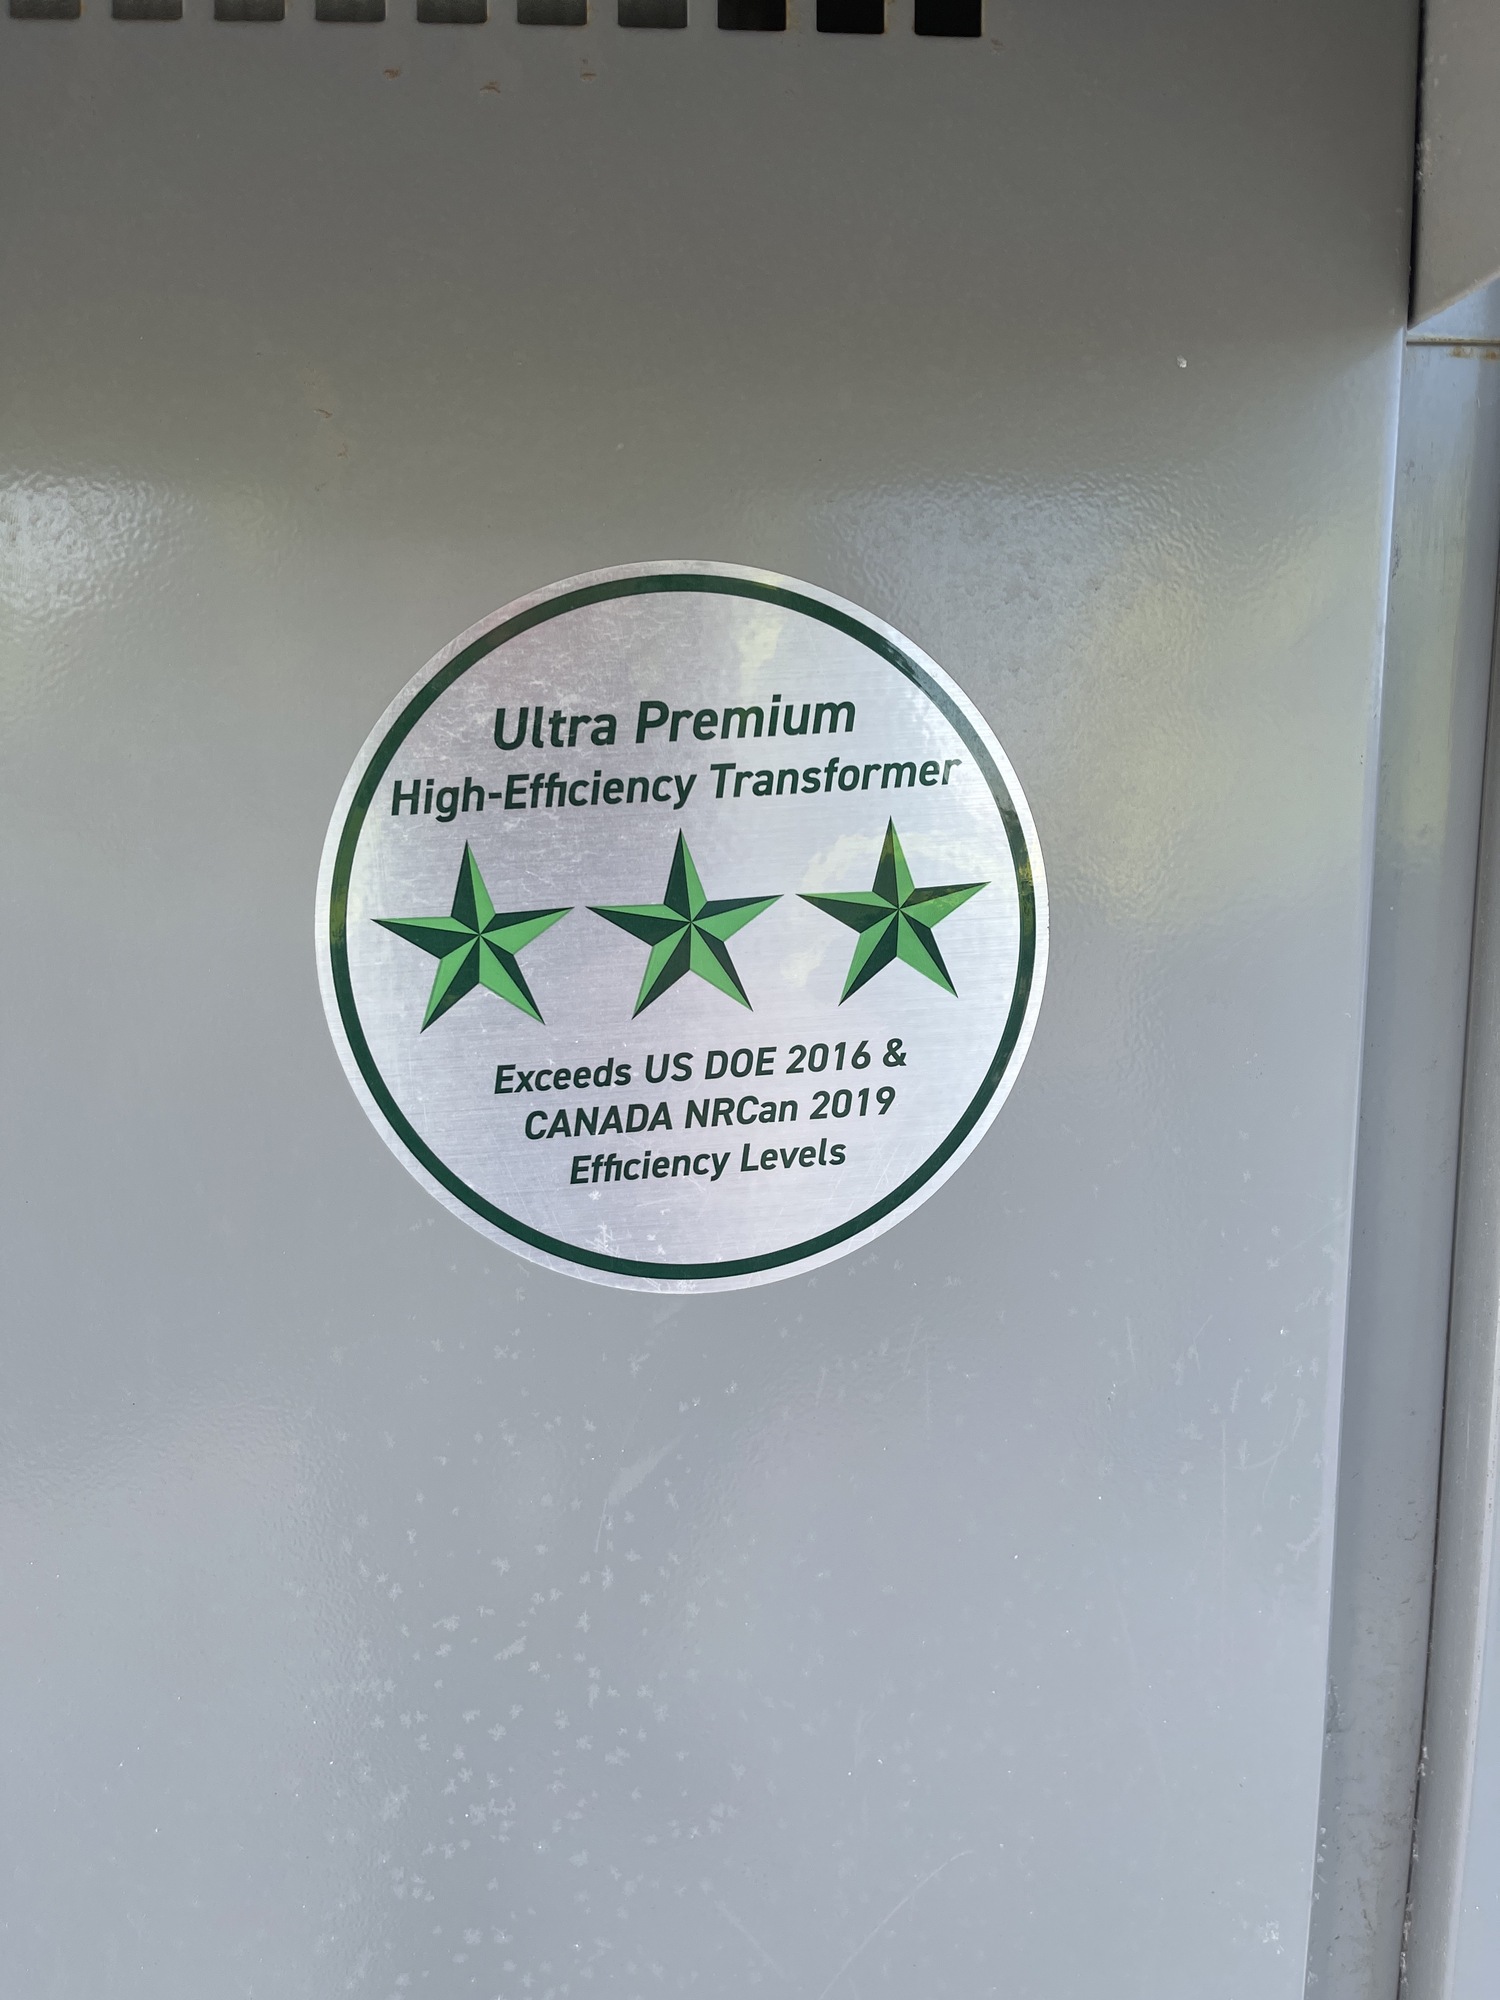 Ultra Premium
High-Efficiency Transformer
Exceeds US DOE 2016 &
CANADA NRCan 2019
Efficiency Levels